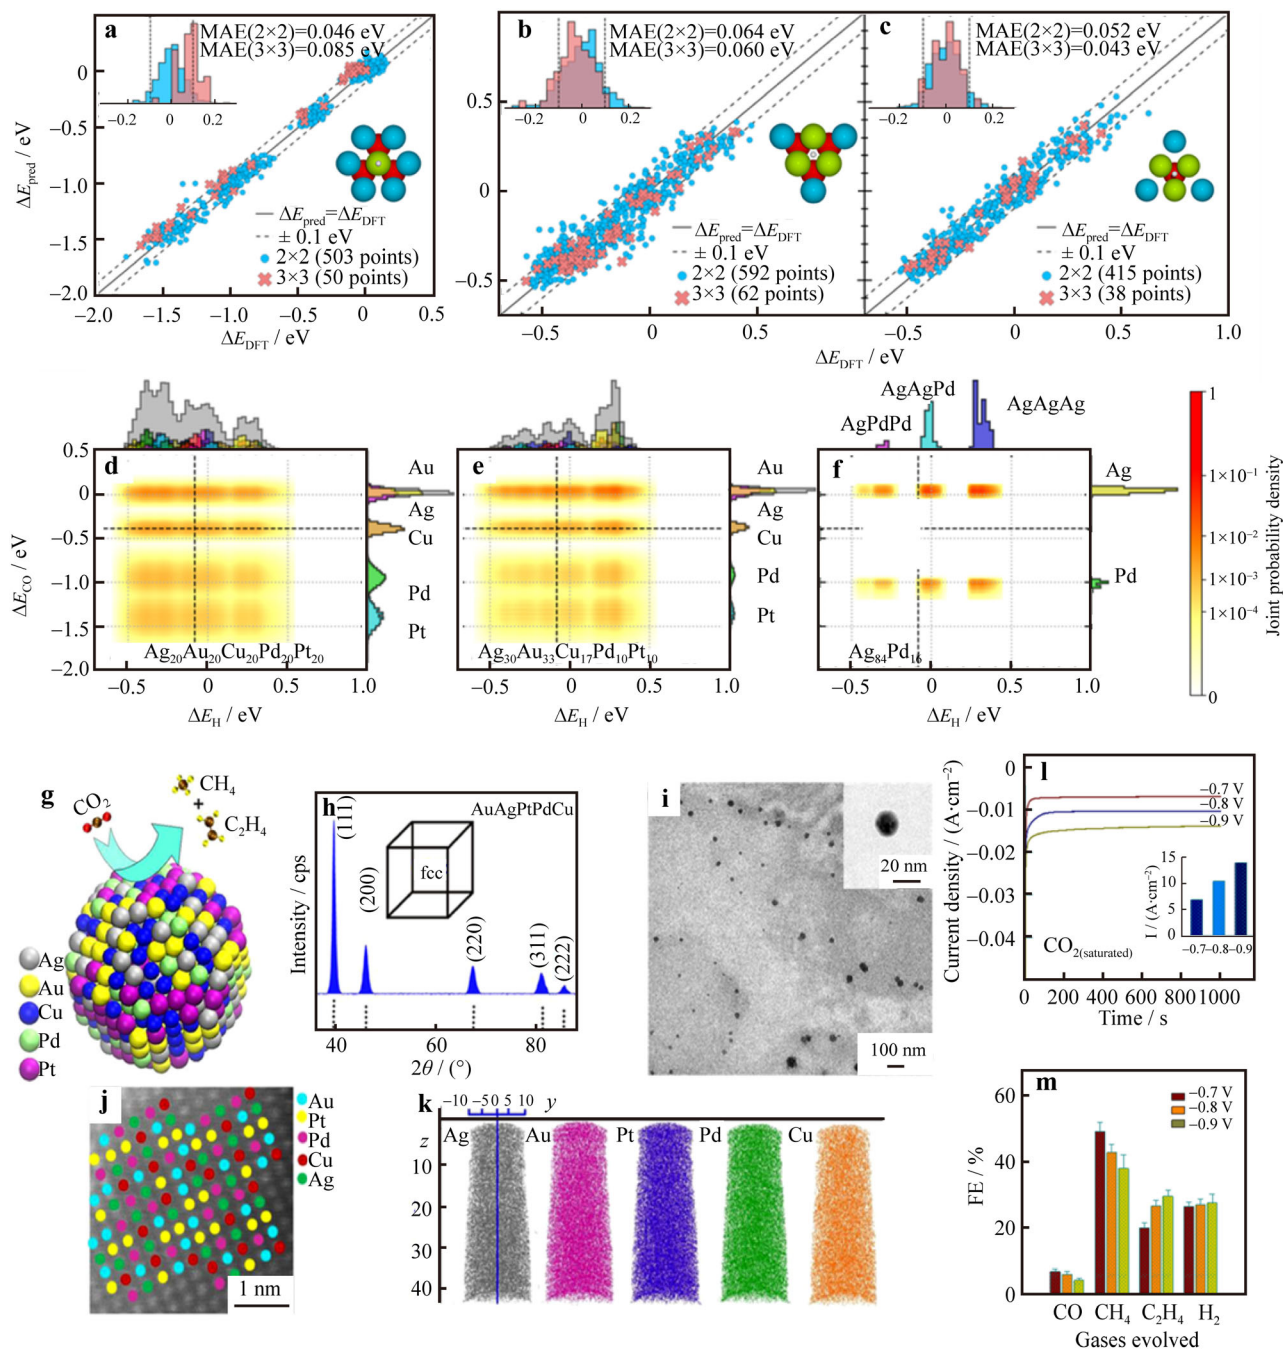 a
MAE(2×2)=0.046 eV
MAE(3×3)=0.085 eV
−0.2 0 0.2
0
−0.5
−1.0
−1.5
−2.0
ΔE_pred / eV
ΔE_pred=ΔE_DFT
± 0.1 eV
2×2 (503 points)
3×3 (50 points)
−2.0 −1.5 −1.0 −0.5 0 0.5
ΔE_DFT / eV
b
MAE(2×2)=0.064 eV
MAE(3×3)=0.060 eV
−0.2 0 0.2
0.5
0
−0.5
ΔE_pred=ΔE_DFT
± 0.1 eV
2×2 (592 points)
3×3 (62 points)
−0.5 0 0.5
c
MAE(2×2)=0.052 eV
MAE(3×3)=0.043 eV
−0.2 0 0.2
ΔE_pred=ΔE_DFT
± 0.1 eV
2×2 (415 points)
3×3 (38 points)
−0.5 0 0.5 1.0
ΔE_DFT / eV
d
0.5
0
−0.5
−1.0
−1.5
−2.0
ΔE_CO / eV
Au
Ag
Cu
Pd
Pt
Ag₂₀Au₂₀Cu₂₀Pd₂₀Pt₂₀
−0.5 0 0.5 1.0
ΔE_H / eV
e
Au
Ag
Cu
Pd
Pt
Ag₃₀Au₃₃Cu₁₇Pd₁₀Pt₁₀
−0.5 0 0.5 1.0
ΔE_H / eV
AgPdPd
AgAgPd
AgAgAg
f
Ag
Pd
Ag₈₄Pd₁₆
−0.5 0 0.5 1.0
ΔE_H / eV
1
1×10⁻¹
1×10⁻²
1×10⁻³
1×10⁻⁴
0
Joint probability density
g
CO₂
CH₄
+
C₂H₄
Ag
Au
Cu
Pd
Pt
h
AuAgPtPdCu
fcc
(111)
(200)
(220)
(311)
(222)
Intensity / cps
40 60 80
2θ / (°)
i
20 nm
100 nm
l
0
−0.01
−0.02
−0.03
−0.04
Current density / (A·cm⁻²)
−0.7 V
−0.8 V
−0.9 V
I / (A·cm⁻²)
15
10
5
0
−0.7 −0.8 −0.9
CO₂(saturated)
0 200 400 600 800 1000
Time / s
j
Au
Pt
Pd
Cu
Ag
1 nm
k
−10 −5 0 5 10 y
Ag Au Pt Pd Cu
z
10
20
30
40
m
−0.7 V
−0.8 V
−0.9 V
60
40
20
0
FE / %
CO CH₄ C₂H₄ H₂
Gases evolved